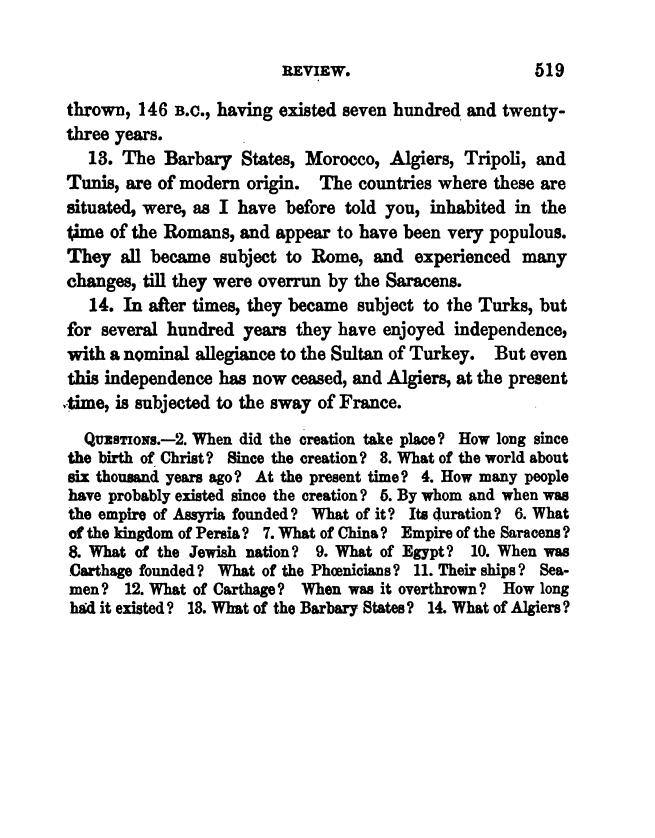 REVIEW. 519
thrown, 146 B.C., having existed seven hundred and twenty-
three years.
13. The Barbary States, Morocco, Algiers, Tripoli, and
Tunis, are of modern origin. The countries where these are
situated, were, as I have before told you, inhabited in the
time of the Romans, and appear to have been very populous.
They all became subject to Rome, and experienced many
changes, till they were overrun by the Saracens.
14. In after times, they became subject to the Turks, but
for several hundred years they have enjoyed independence,
with a nominal allegiance to the Sultan of Turkey. But even
this independence has now ceased, and Algiers, at the present
time, is subjected to the sway of France.
QUESTIONS.—2. When did the creation take place? How long since
the birth of Christ? Since the creation? 3. What of the world about
six thousand years ago? At the present time? 4. How many people
have probably existed since the creation? 5. By whom and when was
the empire of Assyria founded? What of it? Its duration? 6. What
of the kingdom of Persia? 7. What of China? Empire of the Saracens?
8. What of the Jewish nation? 9. What of Egypt? 10. When was
Carthage founded? What of the Phœnicians? 11. Their ships? Sea-
men? 12. What of Carthage? When was it overthrown? How long
had it existed? 13. What of the Barbary States? 14. What of Algiers?